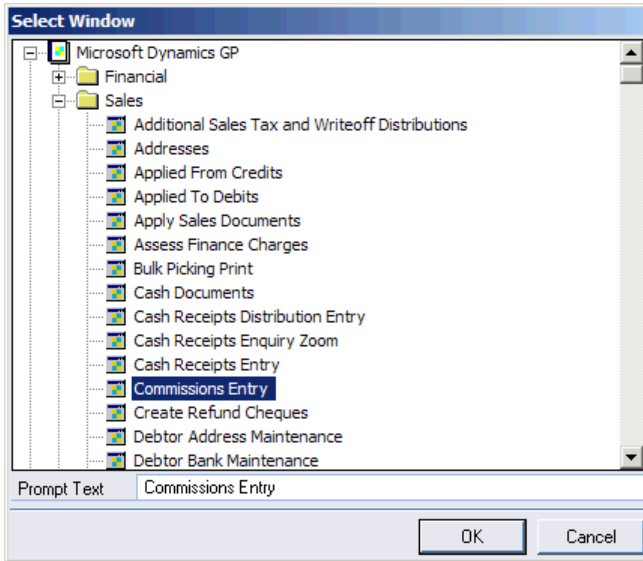 Select Window
Microsoft Dynamics GP
Financial
Sales
Additional Sales Tax and Writeoff Distributions
Addresses
Applied From Credits
Applied To Debits
Apply Sales Documents
Assess Finance Charges
Bulk Picking Print
Cash Documents
Cash Receipts Distribution Entry
Cash Receipts Enquiry Zoom
Cash Receipts Entry
Commissions Entry
Create Refund Cheques
Debtor Address Maintenance
Debtor Bank Maintenance
Prompt Text Commissions Entry
OK Cancel